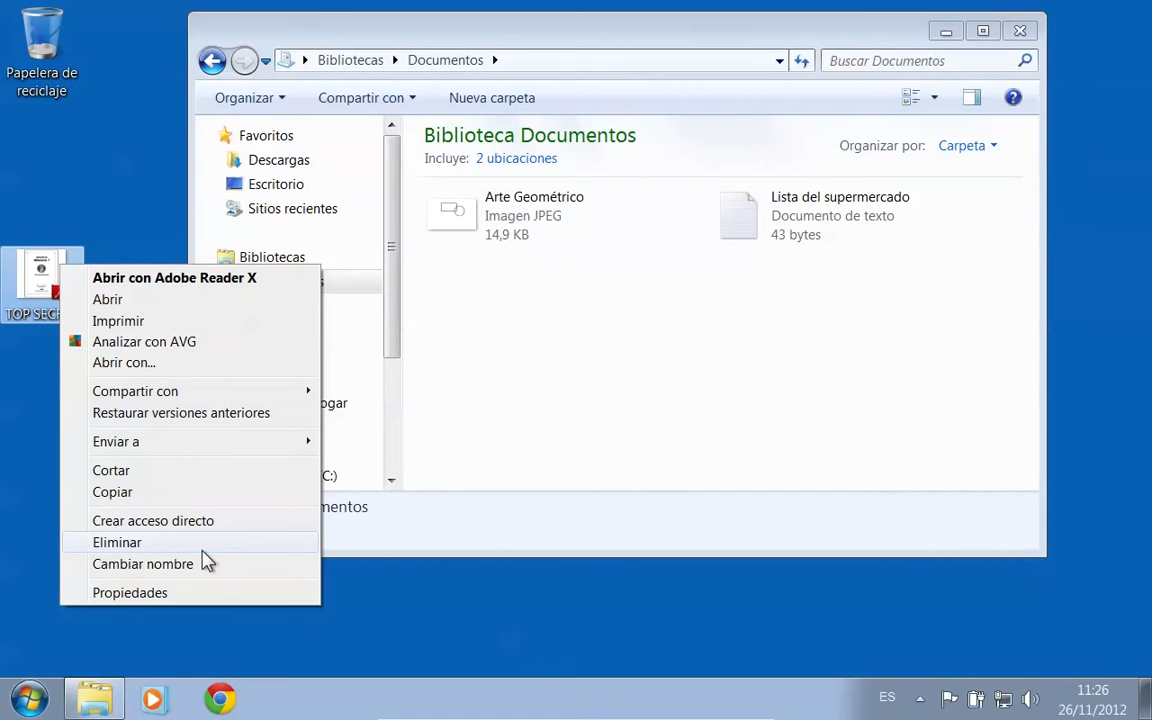 Papelera de
reciclaje
Bibliotecas
Documentos
Buscar Documentos
Organizar
Compartir con
Nueva carpeta
Favoritos
Descargas
Escritorio
Sitios recientes
Bibliotecas
Biblioteca Documentos
Incluye: 2 ubicaciones
Organizar por: Carpeta
Arte Geométrico
Imagen JPEG
14,9 KB
Lista del supermercado
Documento de texto
43 bytes
TOP SEC
Abrir con Adobe Reader X
Abrir
Imprimir
Analizar con AVG
Abrir con...
Compartir con
Restaurar versiones anteriores
Enviar a
Cortar
Copiar
Crear acceso directo
Eliminar
Cambiar nombre
Propiedades
ogar
C:)
mentos
ES
11:26
26/11/2012